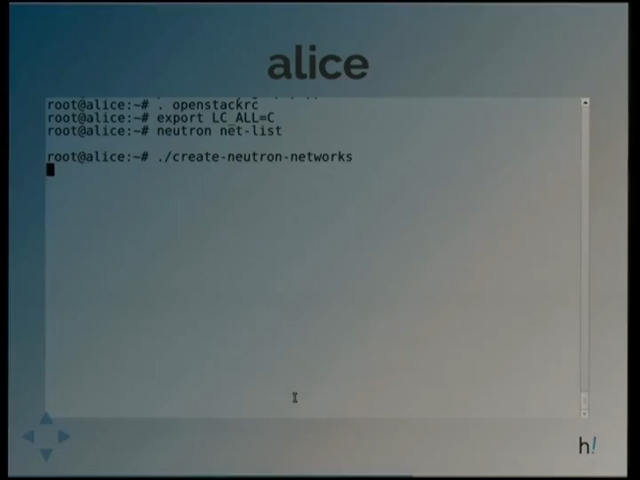 alice
root@alice:~# . openstackrc
root@alice:~# export LC_ALL=C
root@alice:~# neutron net-list
root@alice:~# ./create-neutron-networks
h!